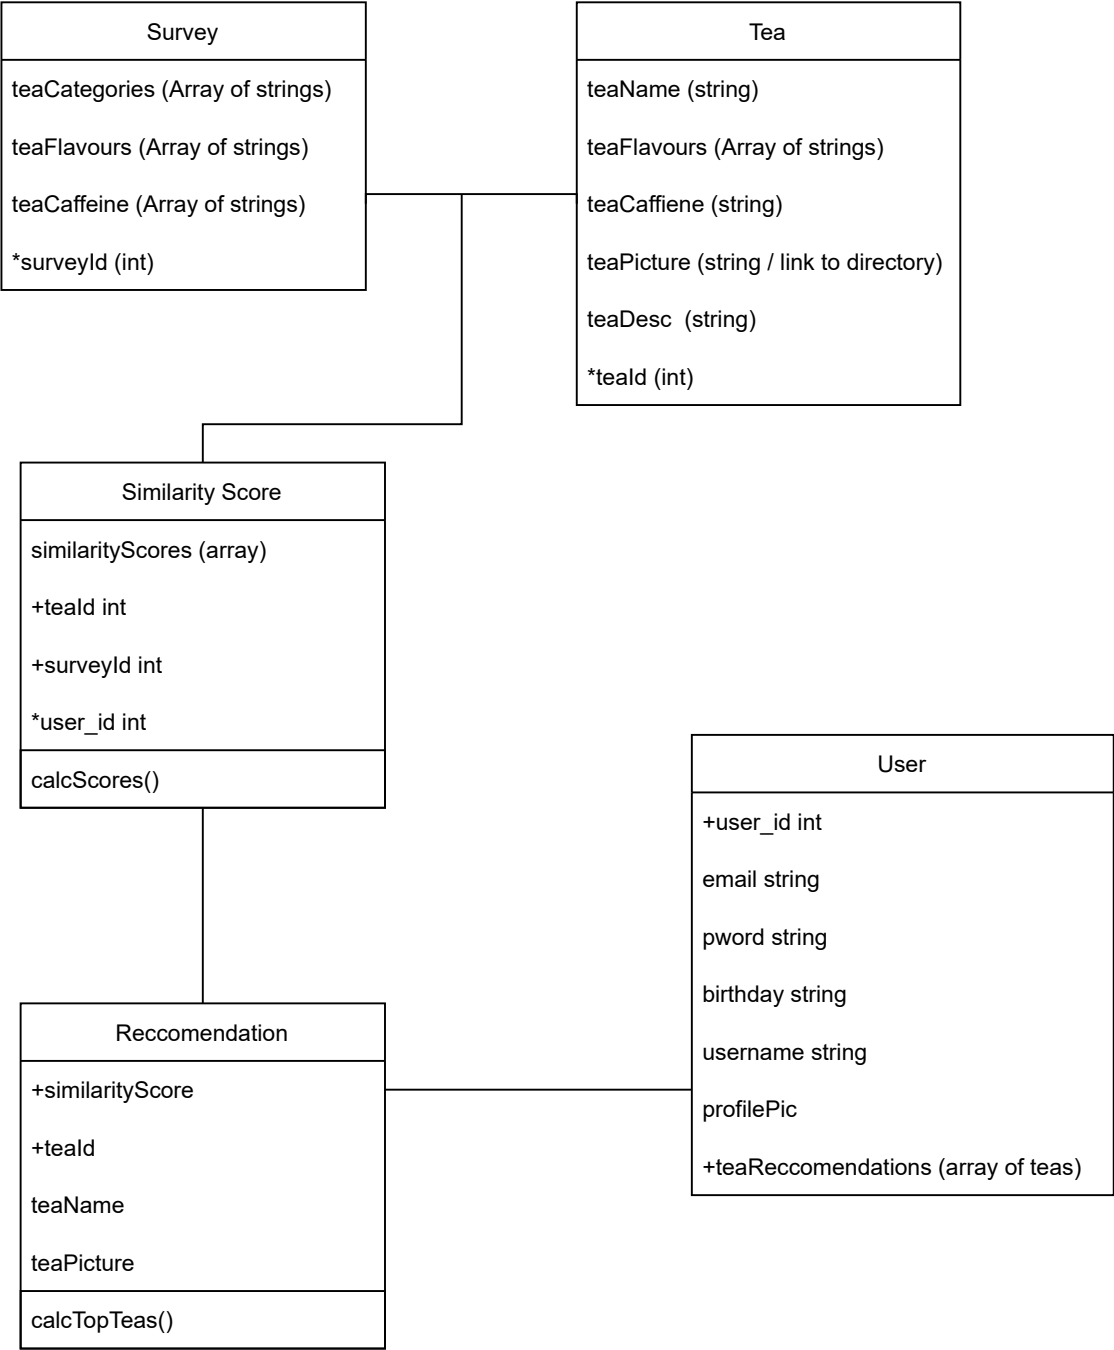 Survey
teaCategories (Array of strings)
teaFlavours (Array of strings)
teaCaffeine (Array of strings)
*surveyId (int)
Tea
teaName (string)
teaFlavours (Array of strings)
teaCaffiene (string)
teaPicture (string / link to directory)
teaDesc  (string)
*teaId (int)
Similarity Score
similarityScores (array)
+teaId int
+surveyId int
*user_id int
calcScores()
User
+user_id int
email string
pword string
birthday string
username string
profilePic
+teaReccomendations (array of teas)
Reccomendation
+similarityScore
+teaId
teaName
teaPicture
calcTopTeas()